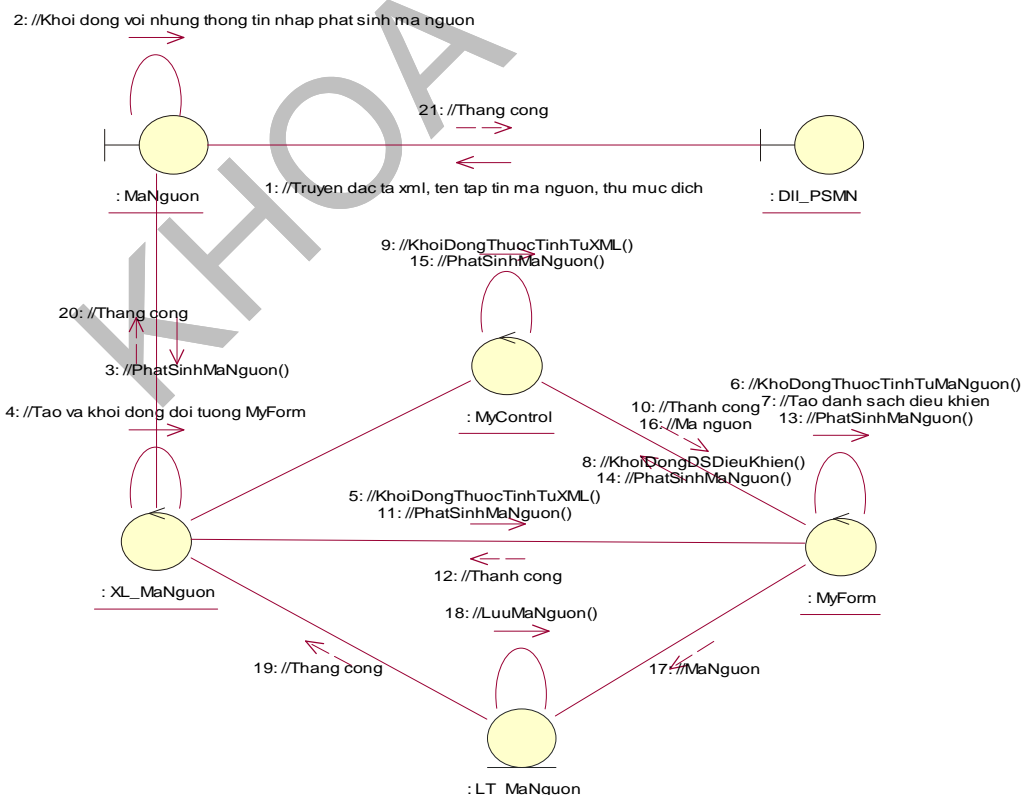 2: //Khoi dong voi nhung thong tin nhap phat sinh ma nguon
21: //Thang cong
1: //Truyen dac ta xml, ten tap tin ma nguon, thu muc dich
: MaNguon
: Dll_PSMN
9: //KhoiDongThuocTinhTuXML()
15: //PhatSinhMaNguon()
20: //Thang cong
3: //PhatSinhMaNguon()
4: //Tao va khoi dong doi tuong MyForm
6: //KhoDongThuocTinhTuMaNguon()
7: //Tao danh sach dieu khien
13: //PhatSinhMaNguon()
: MyControl
10: //Thanh cong
16: //Ma nguon
8: //KhoiDongDSDieuKhien()
14: //PhatSinhMaNguon()
5: //KhoiDongThuocTinhTuXML()
11: //PhatSinhMaNguon()
12: //Thanh cong
: XL_MaNguon
: MyForm
18: //LuuMaNguon()
19: //Thang cong
17: //MaNguon
: LT_MaNguon
KHOA